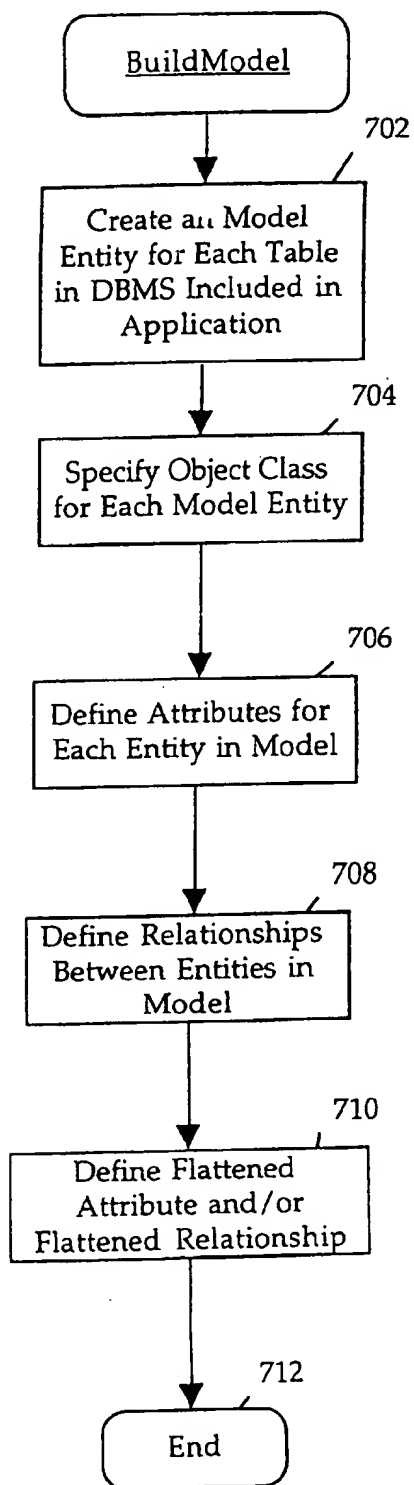 BuildModel
702
Create an Model
Entity for Each Table
in DBMS Included in
Application
704
Specify Object Class
for Each Model Entity
706
Define Attributes for
Each Entity in Model
708
Define Relationships
Between Entities in
Model
710
Define Flattened
Attribute and/or
Flattened Relationship
712
End